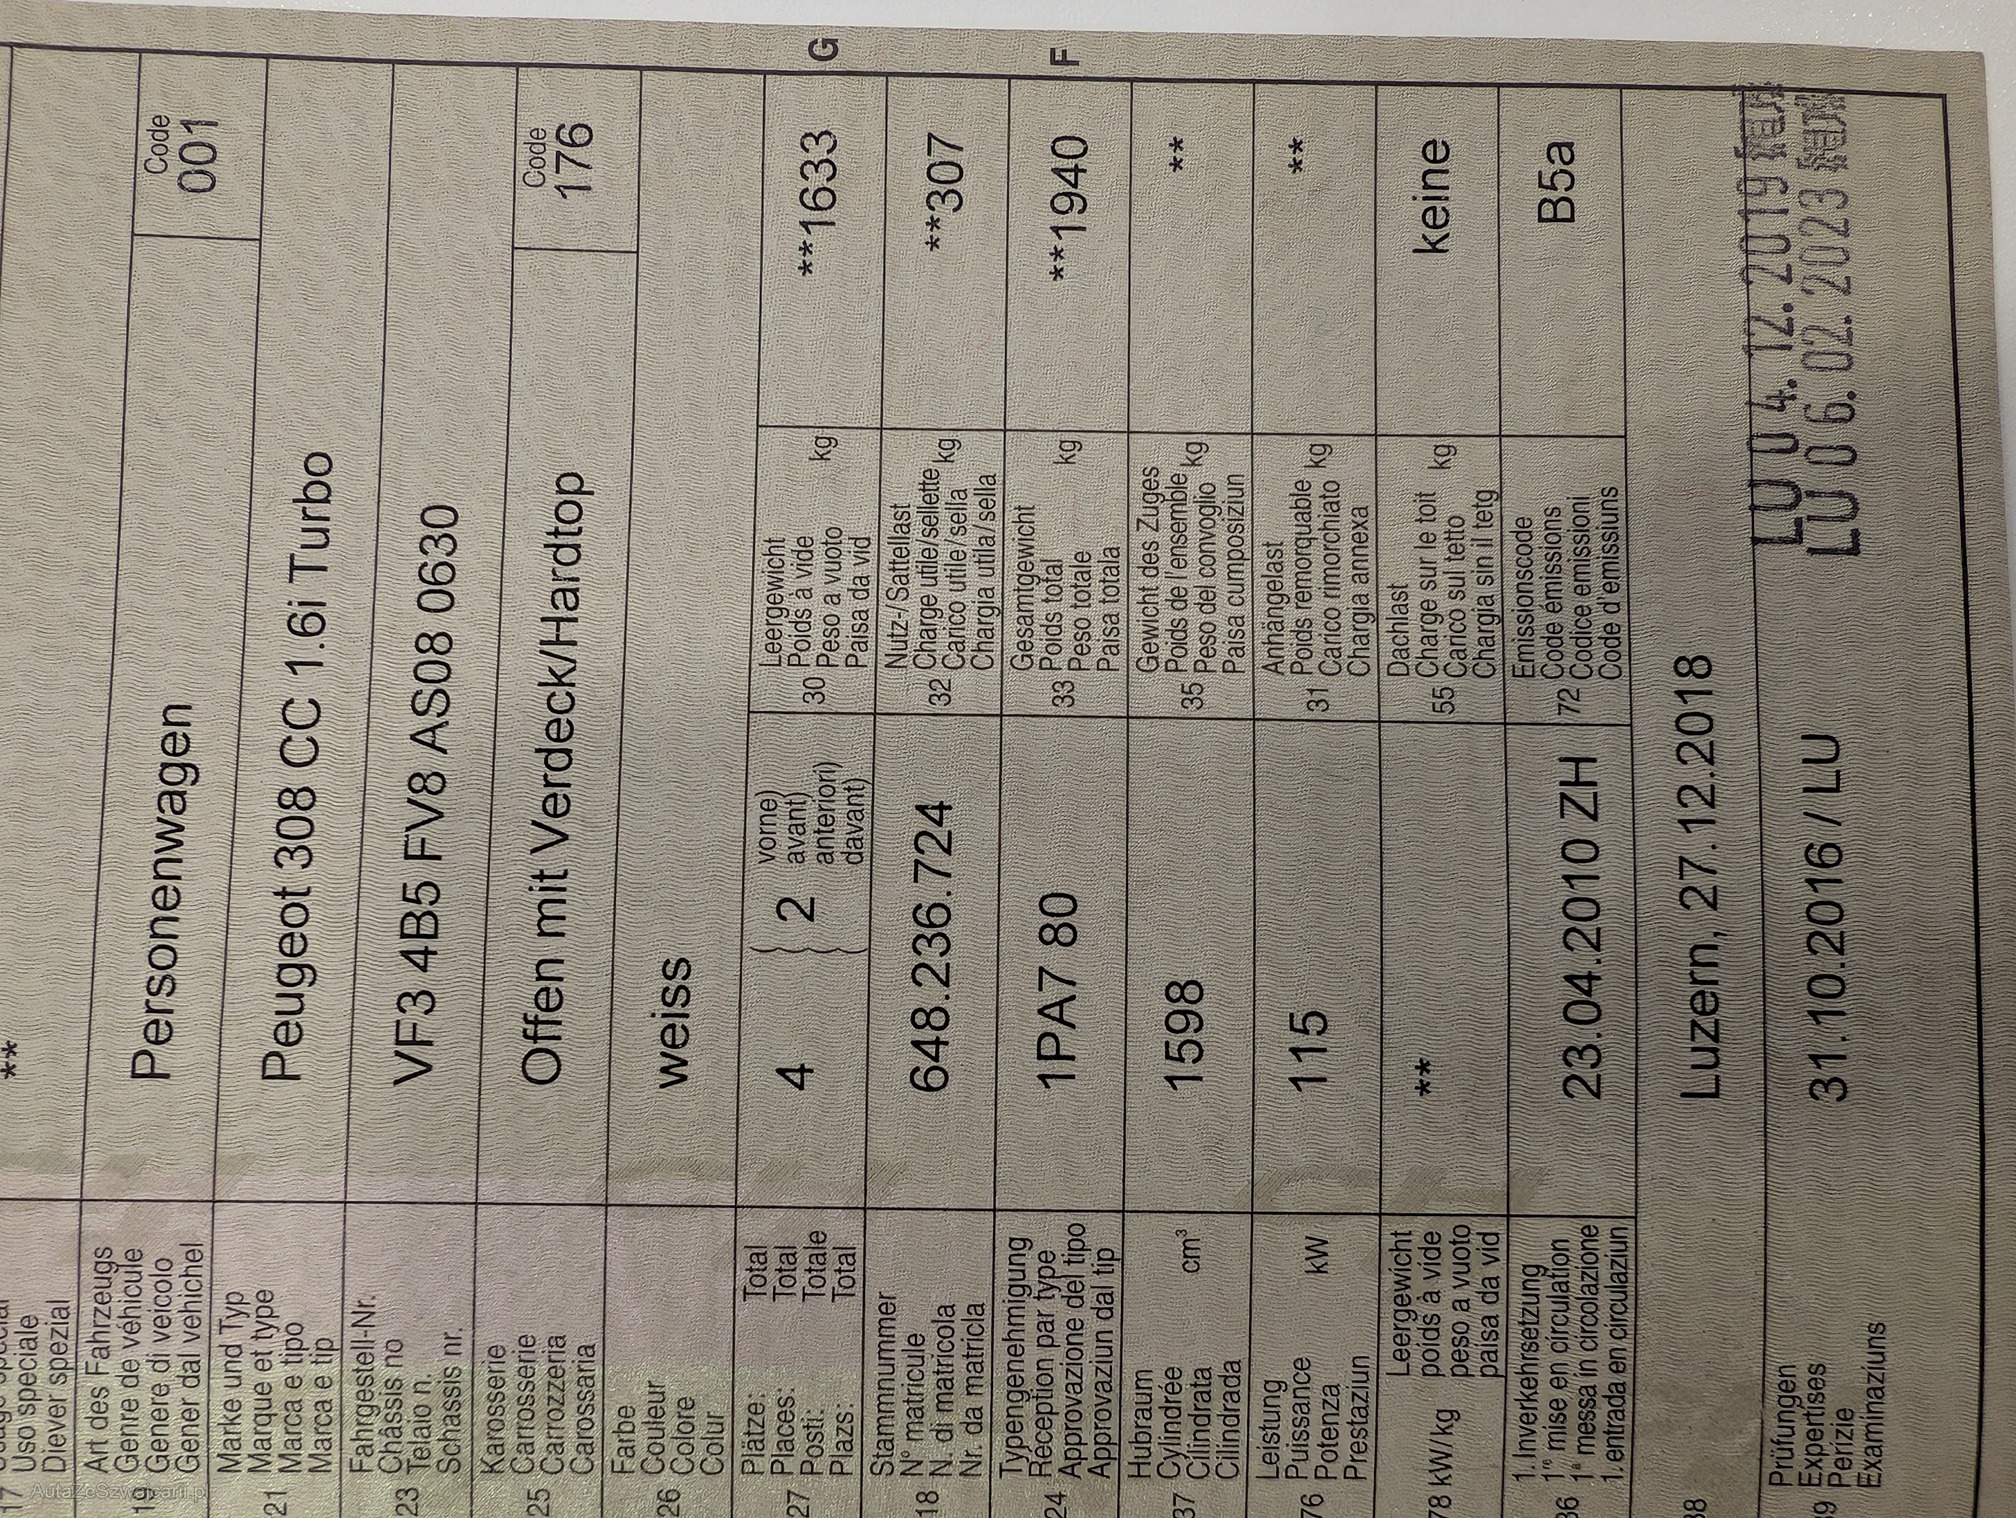 **
Uso speciale
Diever spezial
17
Art des Fahrzeugs
Genre de véhicule
19 Genere di veicolo
Gener dal vehichel
Personenwagen
Code
001
Marke und Typ
Marque et type
21 Marca e tipo
Marca e tip
Peugeot 308 CC 1.6i Turbo
Fahrgestell-Nr.
Châssis no
23 Telaio n.
Schassis nr.
VF3 4B5 FV8 AS08 0630
Karosserie
Carrosserie
25 Carrozzeria
Carossaria
Offen mit Verdeck/Hardtop
Code
176
Farbe
Couleur
26 Colore
Colur
weiss
Plätze: Total
Places: Total
27 Posti: Totale
Plazs: Total
4
2
vorne)
avant)
anteriori)
davant)
Leergewicht
Poids à vide
30 Peso a vuoto kg
Paisa da vid
**1633
G
Stammnummer
N° matricule
18 N. di matricola
Nr. da matricla
648.236.724
Nutz-/Sattellast
Charge utile/sellette
32 Carico utile/sella kg
Chargia utila/sella
**307
Typengenehmigung
Réception par type
24 Approvazione del tipo
Approvaziun dal tip
1PA7 80
Gesamtgewicht
33 Poids total
Peso totale kg
Paisa totala
**1940
F
Hubraum
Cylindrée
37 Cilindrata cm³
Cilindrada
1598
Gewicht des Zuges
Poids de l'ensemble
35 Peso del convoglio kg
Paisa cumposiziun
**
Leistung
Puissance
76 Potenza kW
Prestaziun
115
Anhängelast
Poids remorquable
31 Carico rimorchiato kg
Chargia annexa
**
Leergewicht
poids à vide
78 kW/kg peso a vuoto
paisa da vid
**
Dachlast
Charge sur le toit
55 Carico sul tetto kg
Chargia sin il tetg
keine
1. Inverkehrsetzung
1re mise en circulation
36 1a messa in circolazione
1. entrada en circulaziun
23.04.2010 ZH
Emissionscode
Code émissions
72 Codice emissioni
Code d'emissiuns
B5a
38
Luzern, 27.12.2018
Prüfungen
Expertises
39 Perizie
Examinaziuns
31.10.2016 / LU
LU 04.12.2019
LU 06.02.2023
AutaZeSzwajcarii.pl